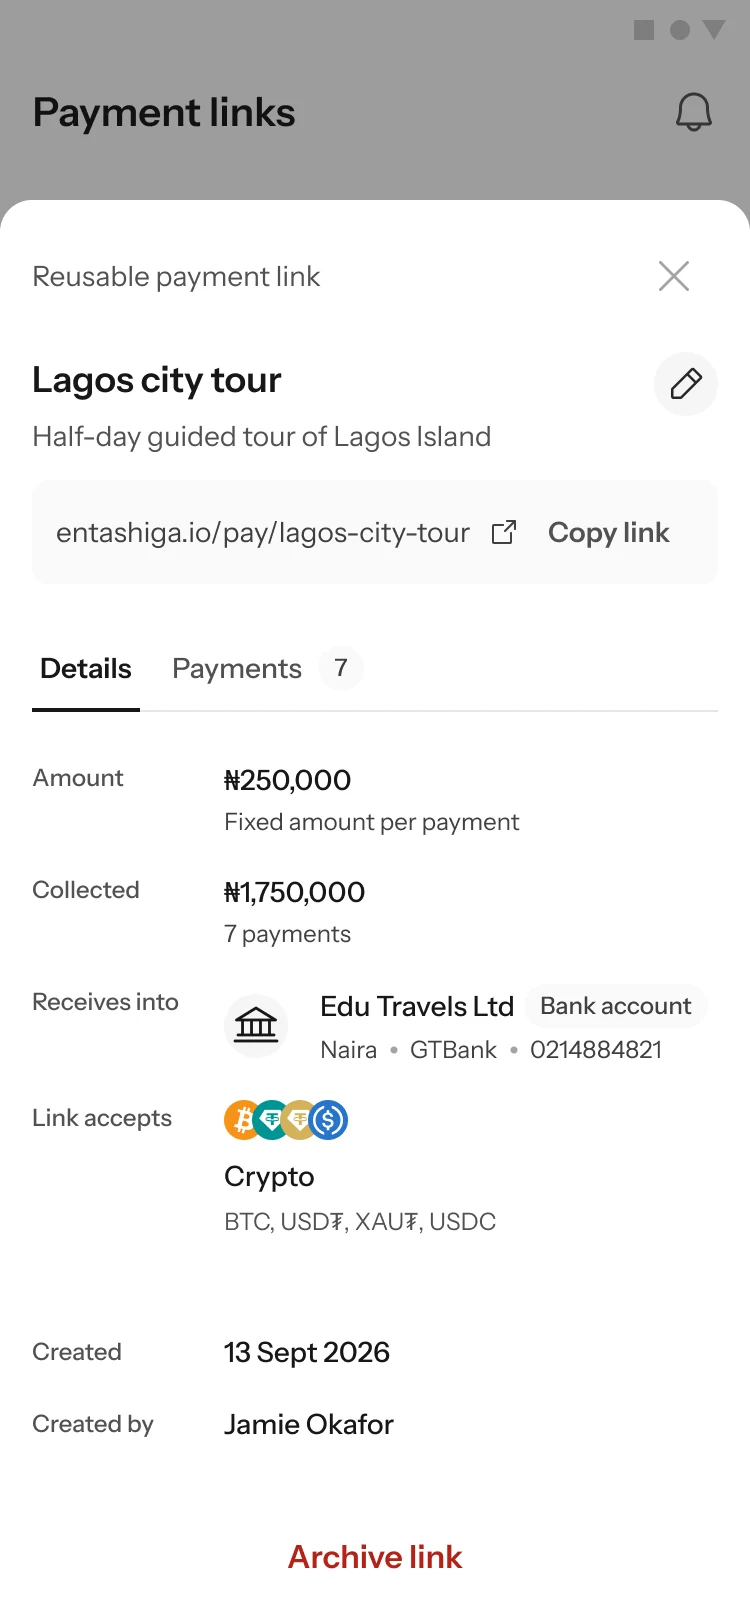 Payment links
Reusable payment link
Lagos city tour
Half-day guided tour of Lagos Island
entashiga.io/pay/lagos-city-tour Copy link
Details Payments 7
Amount ₦250,000
Fixed amount per payment
Collected ₦1,750,000
7 payments
Receives into Edu Travels Ltd Bank account
Naira • GTBank • 0214884821
Link accepts
Crypto
BTC, USD₮, XAU₮, USDC
Created 13 Sept 2026
Created by Jamie Okafor
Archive link